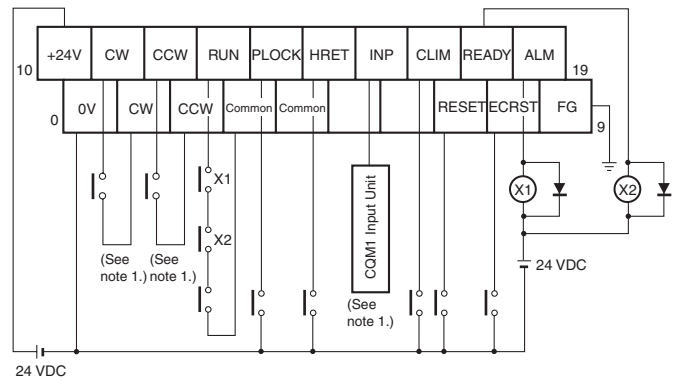 +24V CW CCW RUN PLOCK HRET INP CLIM READY ALM
10 19
0V CW CCW Common Common RESET ECRST FG
0 9
X1
X2
(See note 1.)
(See note 1.)
CQM1 Input Unit
(See note 1.)
X1
X2
24 VDC
24 VDC